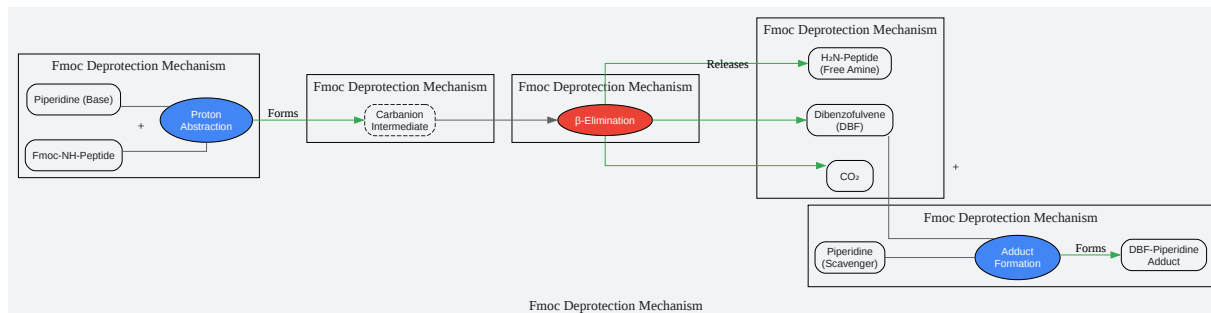 Fmoc Deprotection Mechanism
Piperidine (Base)
+
Fmoc-NH-Peptide
Proton
Abstraction
Forms
Fmoc Deprotection Mechanism
Carbanion
Intermediate
Fmoc Deprotection Mechanism
β-Elimination
Releases
Fmoc Deprotection Mechanism
H₂N-Peptide
(Free Amine)
Dibenzofulvene
(DBF)
CO₂
+
Fmoc Deprotection Mechanism
Piperidine
(Scavenger)
Adduct
Formation
Forms
DBF-Piperidine
Adduct
Fmoc Deprotection Mechanism